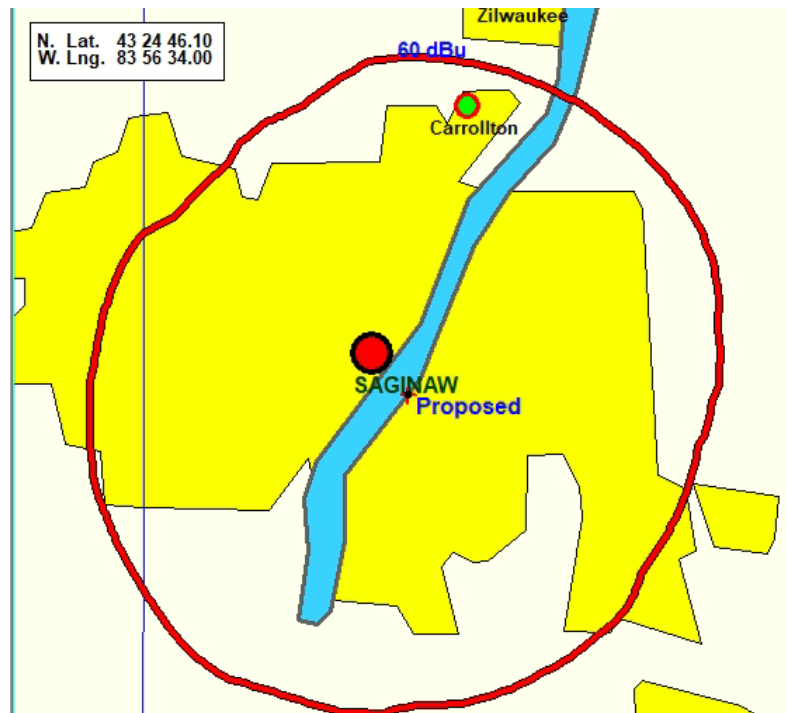 Zilwaukee
N. Lat. 43 24 46.10
W. Lng. 83 56 34.00
60 dBu
Carrollton
SAGINAW
Proposed